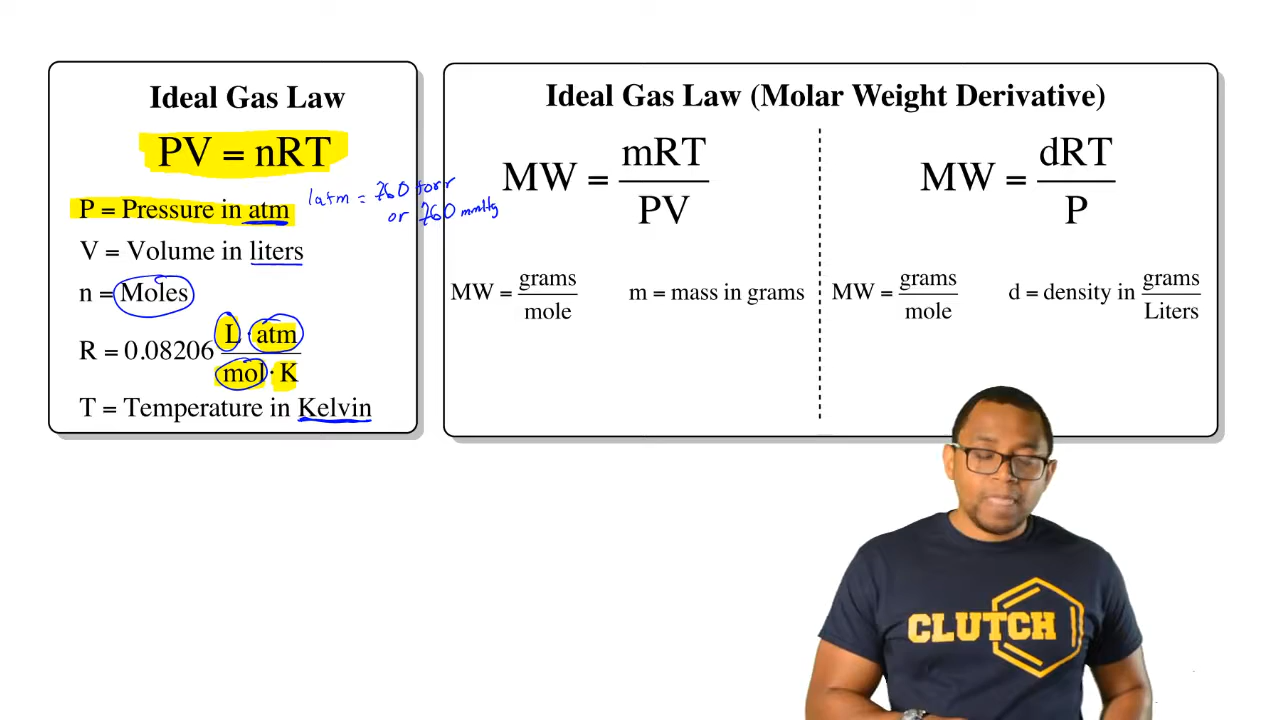 Ideal Gas Law
PV = nRT
P = Pressure in atm
1atm = 760 torr
or 760 mmHg
V = Volume in liters
n = Moles
R = 0.08206 L · atm
mol · K
T = Temperature in Kelvin
Ideal Gas Law (Molar Weight Derivative)
MW = mRT
PV
MW = grams
mole
m = mass in grams
MW = dRT
P
MW = grams
mole
d = density in grams
Liters
CLUTCH